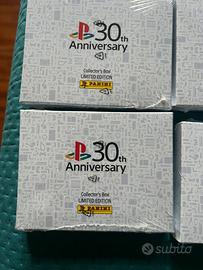 30th
Anniversary
Collector's Box
LIMITED EDITION
PANINI
30th
Anniversary
Collector's Box
LIMITED EDITION
PANINI
subito